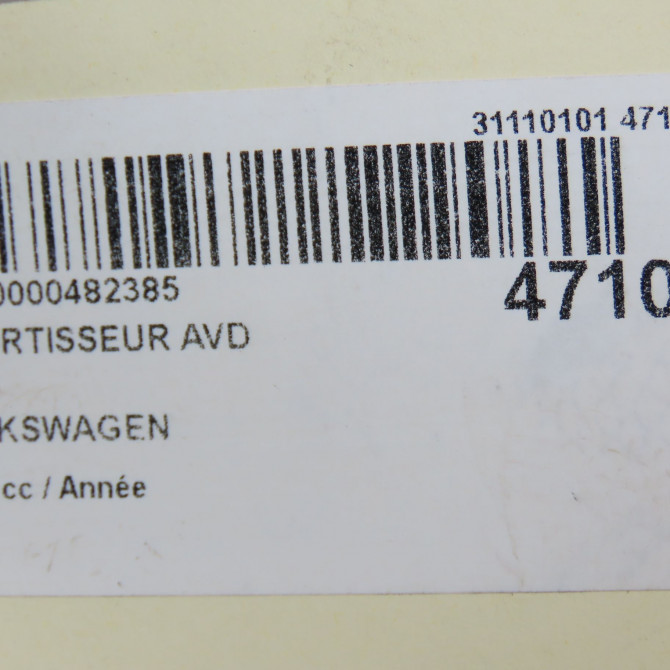 31110101 471
0000482385
4710
RTISSEUR AVD
KSWAGEN
cc / Année